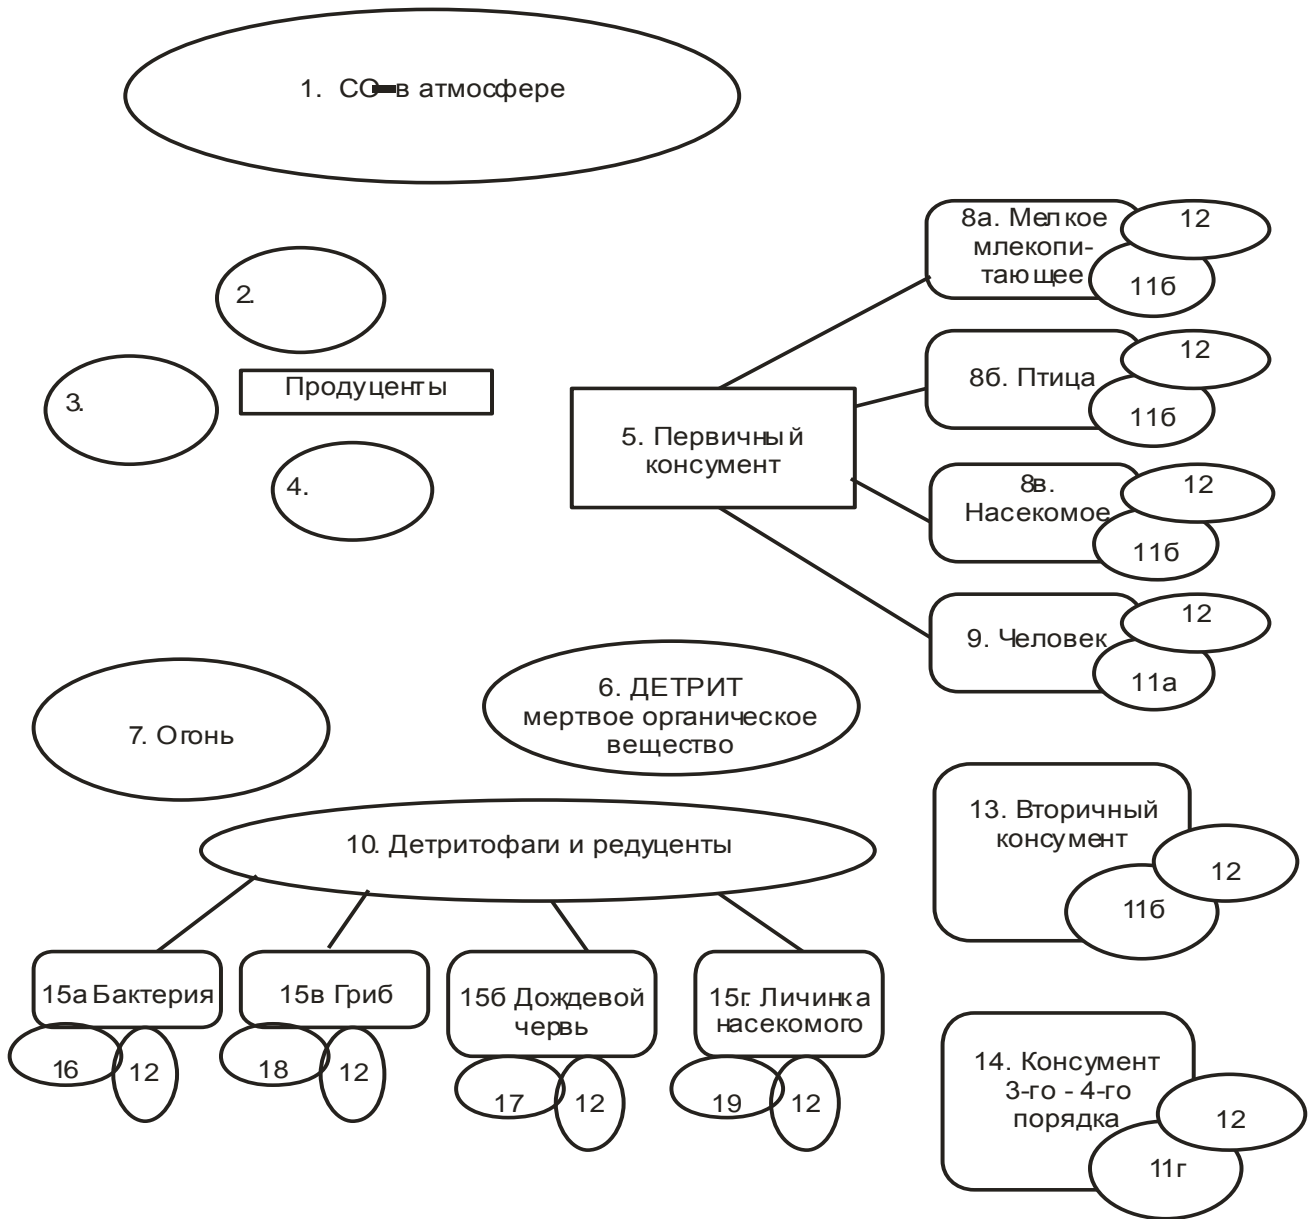 1. CO в атмосфере
2.
3.
Продуценты
4.
5. Первичный
консумент
8а. Мелкое
млекопи-
тающее
12
11б
8б. Птица
12
11б
8в.
Насекомое
12
11б
9. Человек
12
11а
6. ДЕТРИТ
мертвое органическое
вещество
7. Огонь
10. Детритофаги и редуценты
13. Вторичный
консумент
12
11б
15а Бактерия
16
12
15в Гриб
18
12
15б Дождевой
червь
17
12
15г. Личинка
насекомого
19
12
14. Консумент
3-го - 4-го
порядка
12
11г